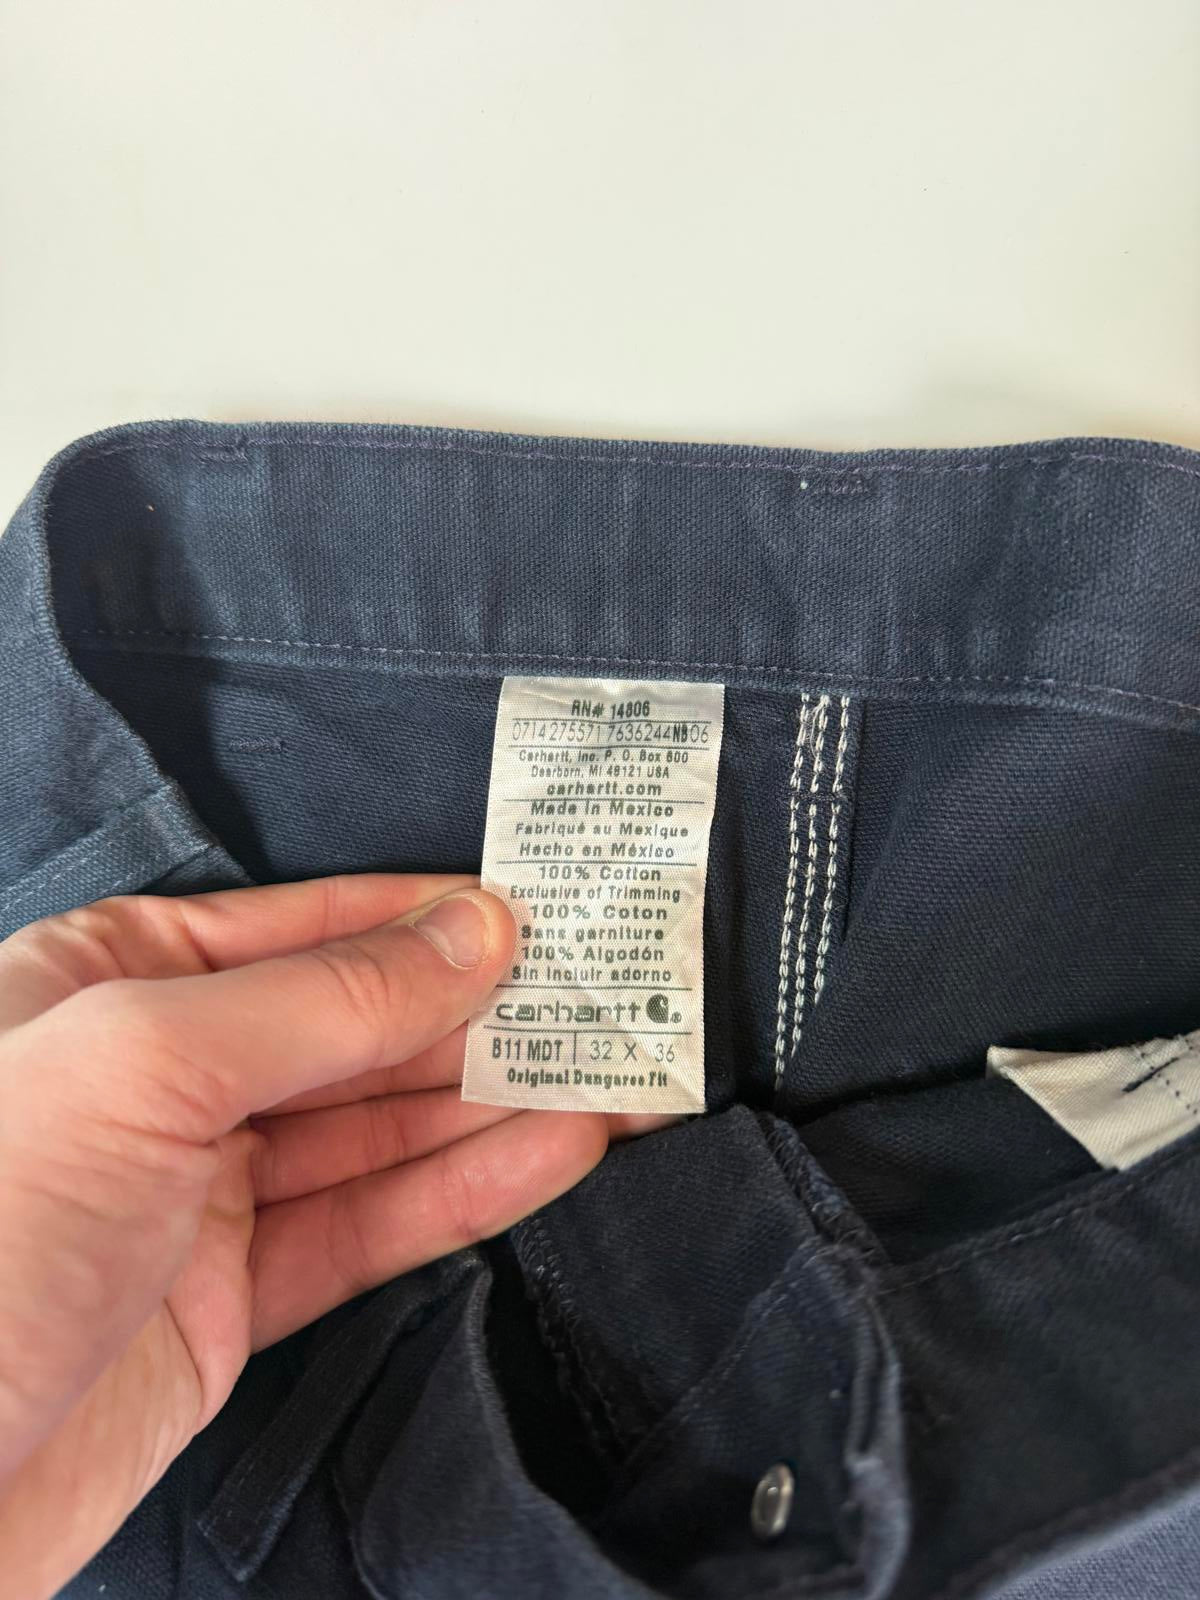 RN# 14806
0714275571 7636244NB06
Carhartt, Inc. P. O. Box 600
Dearborn, MI 48121 USA
carhartt.com
Made in Mexico
Fabriqué au Mexique
Hecho en México
100% Cotton
Exclusive of Trimming
100% Coton
Sans garniture
100% Algodón
Sin incluir adorno
carhartt
B11 MDT | 32 X 36
Original Dungaree Fit